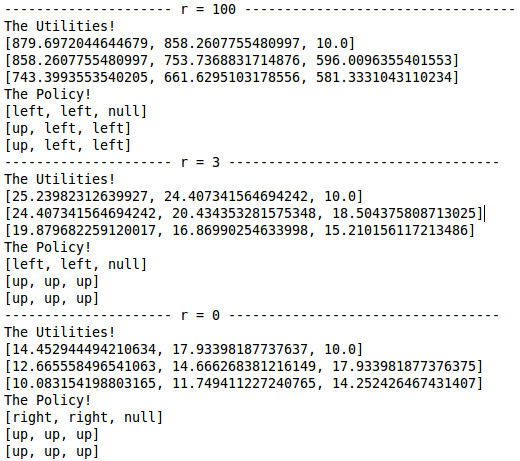 -------------------- r = 100 --------------------------------
The Utilities!
[879.6972044644679, 858.2607755480997, 10.0]
[858.2607755480997, 753.7368831714876, 596.0096355401553]
[743.3993553540205, 661.6295103178556, 581.3331043110234]
The Policy!
[left, left, null]
[up, left, left]
[up, left, left]
-------------------- r = 3 --------------------------------
The Utilities!
[25.23982312639927, 24.407341564694242, 10.0]
[24.407341564694242, 20.434353281575348, 18.504375808713025]
[19.879682259120017, 16.86990254633998, 15.210156117213486]
The Policy!
[left, left, null]
[up, up, up]
[up, up, up]
-------------------- r = 0 --------------------------------
The Utilities!
[14.452944494210634, 17.93398187737637, 10.0]
[12.665558496541063, 14.666268381216149, 17.933981877376375]
[10.083154198803165, 11.749411227240765, 14.252426467431407]
The Policy!
[right, right, null]
[up, up, up]
[up, up, up]